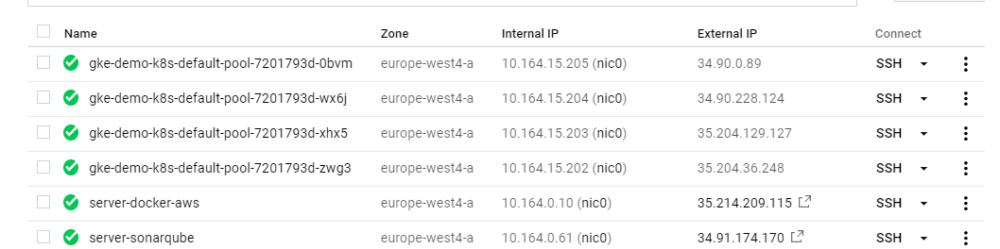 Name Zone Internal IP External IP Connect
gke-demo-k8s-default-pool-7201793d-0bvm europe-west4-a 10.164.15.205 (nic0) 34.90.0.89 SSH
gke-demo-k8s-default-pool-7201793d-wx6j europe-west4-a 10.164.15.204 (nic0) 34.90.228.124 SSH
gke-demo-k8s-default-pool-7201793d-xhx5 europe-west4-a 10.164.15.203 (nic0) 35.204.129.127 SSH
gke-demo-k8s-default-pool-7201793d-zwg3 europe-west4-a 10.164.15.202 (nic0) 35.204.36.248 SSH
server-docker-aws europe-west4-a 10.164.0.10 (nic0) 35.214.209.115 SSH
server-sonarqube europe-west4-a 10.164.0.61 (nic0) 34.91.174.170 SSH